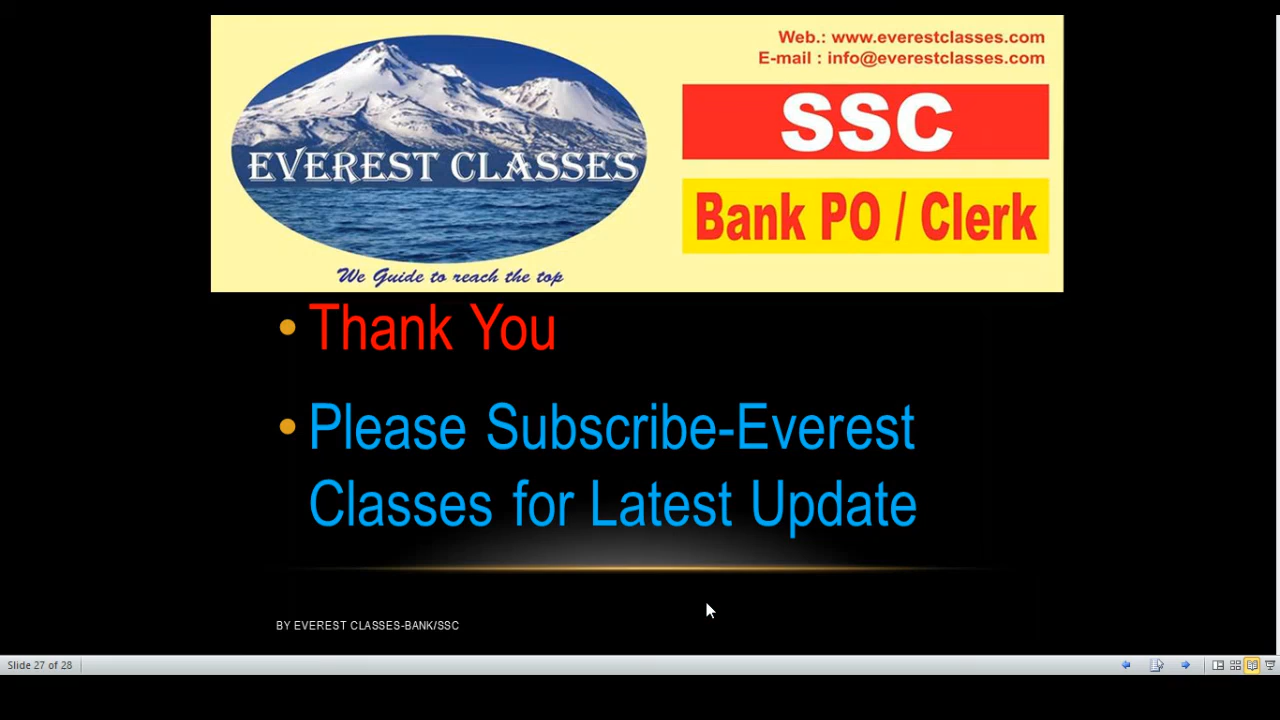 Web.: www.everestclasses.com
E-mail : info@everestclasses.com
SSC
EVEREST CLASSES
Bank PO / Clerk
We Guide to reach the top
• Thank You
• Please Subscribe-Everest
Classes for Latest Update
BY EVEREST CLASSES-BANK/SSC
Slide 27 of 28